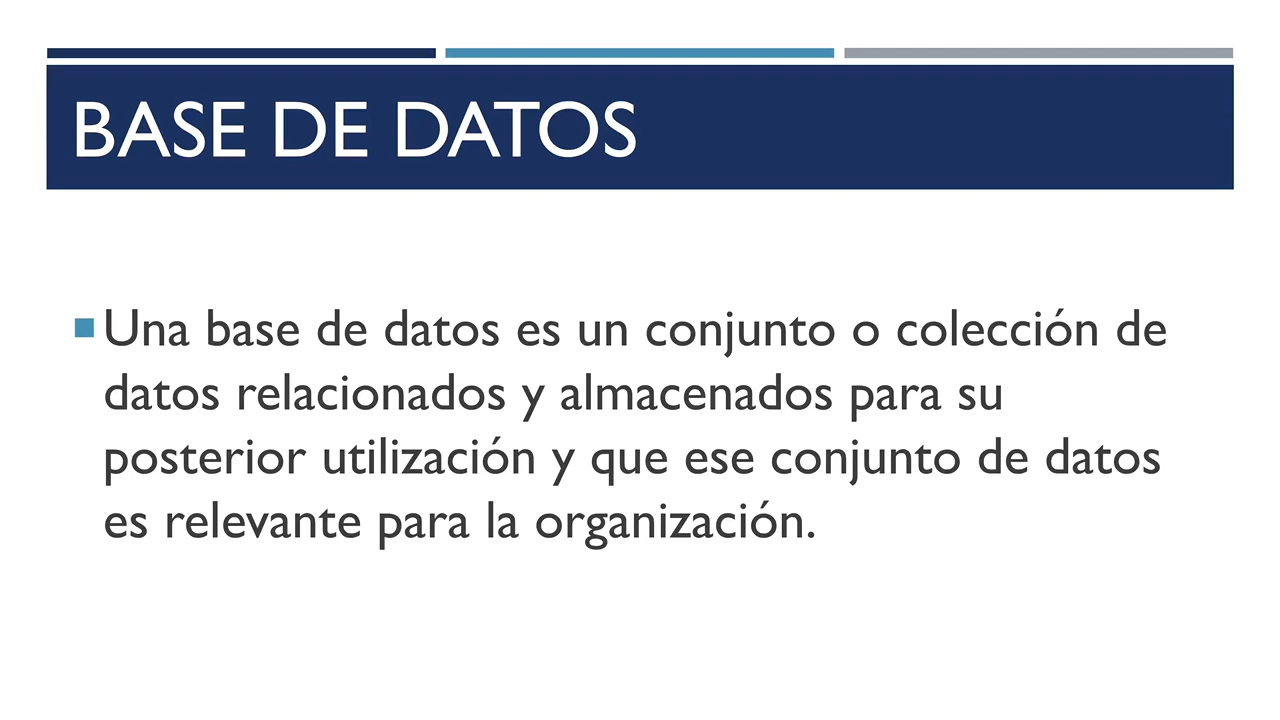 BASE DE DATOS
Una base de datos es un conjunto o colección de
datos relacionados y almacenados para su
posterior utilización y que ese conjunto de datos
es relevante para la organización.